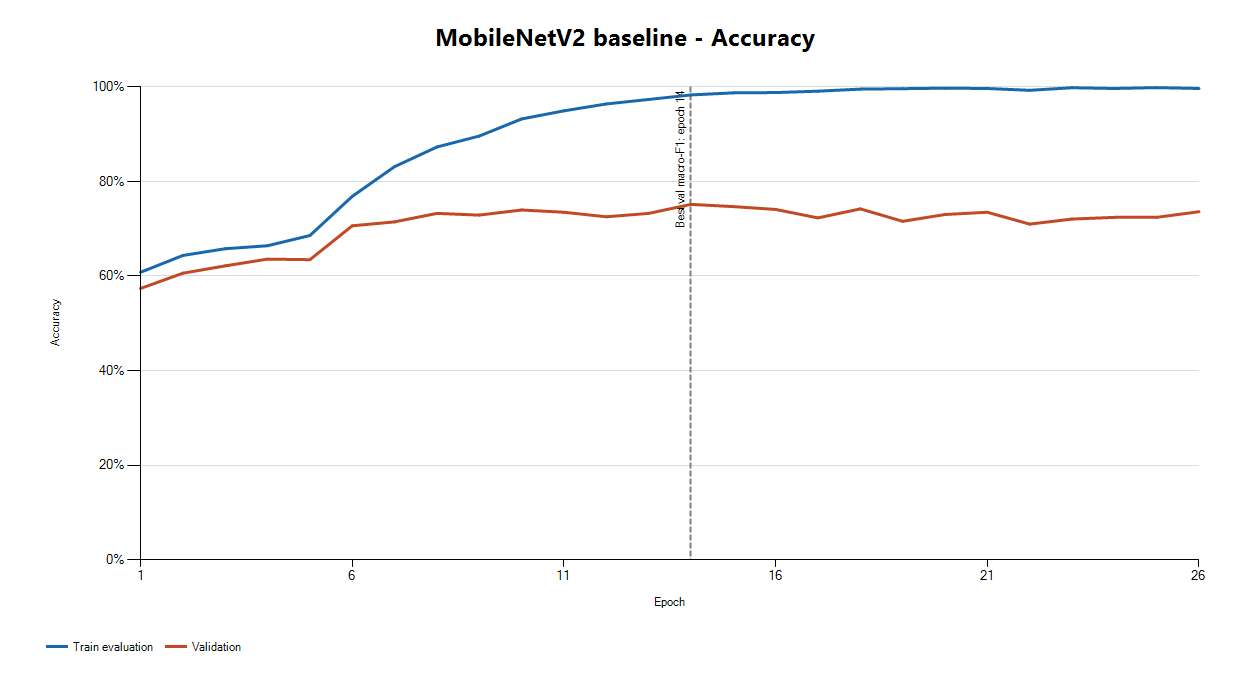 MobileNetV2 baseline - Accuracy
100%
80%
60%
40%
20%
0%
Accuracy
Best val macro-F1: epoch 14
1 6 11 16 21 26
Epoch
Train evaluation Validation